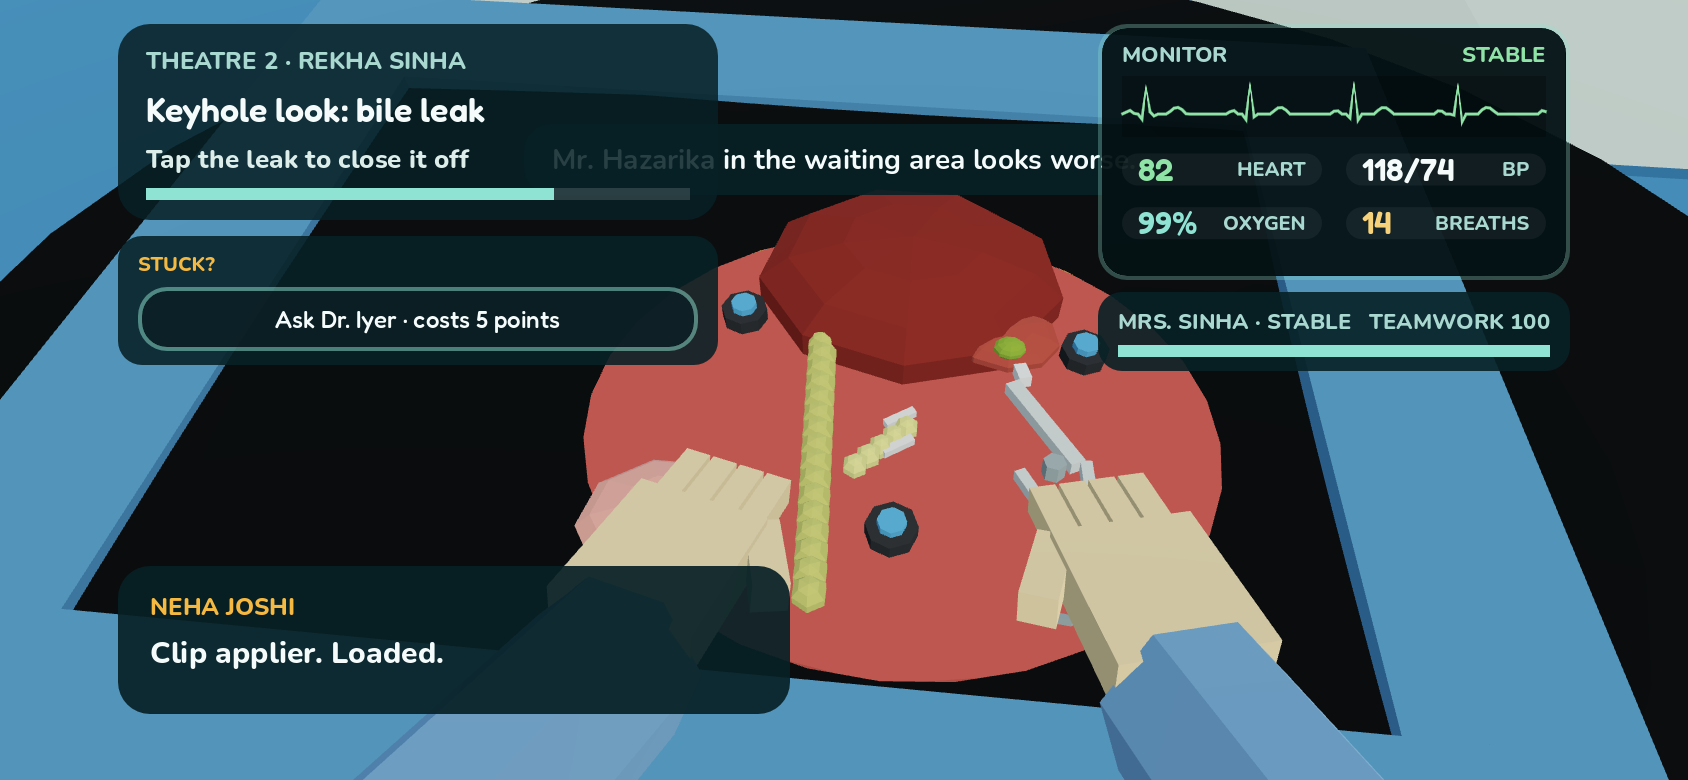 THEATRE 2 · REKHA SINHA
Keyhole look: bile leak
Tap the leak to close it off
Mr. Hazarika in the waiting area looks worse.
STUCK?
Ask Dr. Iyer · costs 5 points
NEHA JOSHI
Clip applier. Loaded.
MONITOR STABLE
82 HEART 118/74 BP
99% OXYGEN 14 BREATHS
MRS. SINHA · STABLE TEAMWORK 100